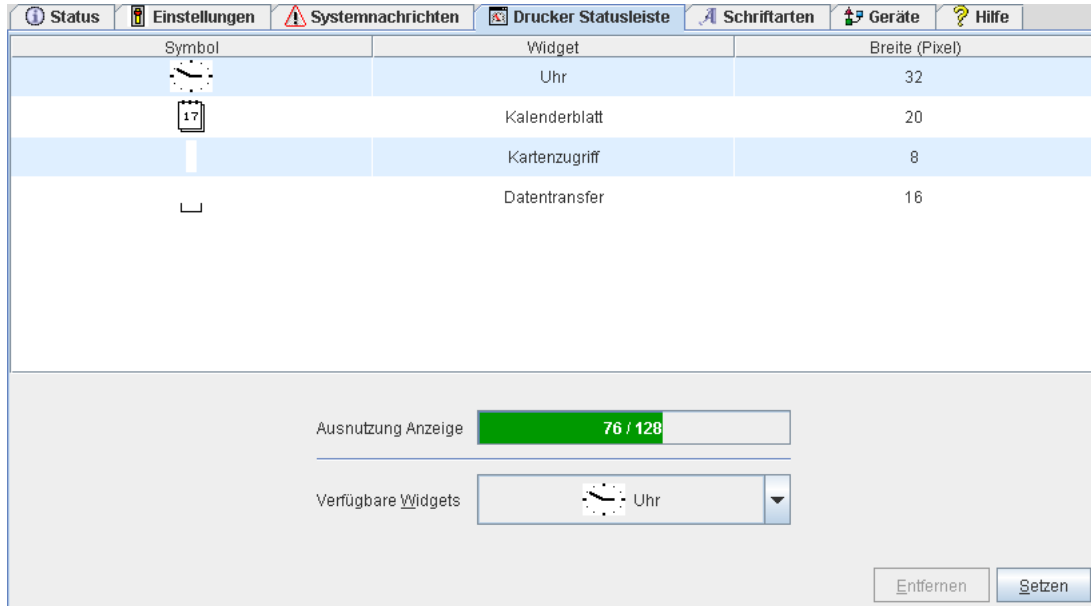 Status Einstellungen Systemnachrichten Drucker Statusleiste Schriftarten Geräte Hilfe
Symbol Widget Breite (Pixel)
Uhr 32
17 Kalenderblatt 20
Kartenzugriff 8
Datentransfer 16
Ausnutzung Anzeige 76 / 128
Verfügbare Widgets Uhr
Entfernen Setzen